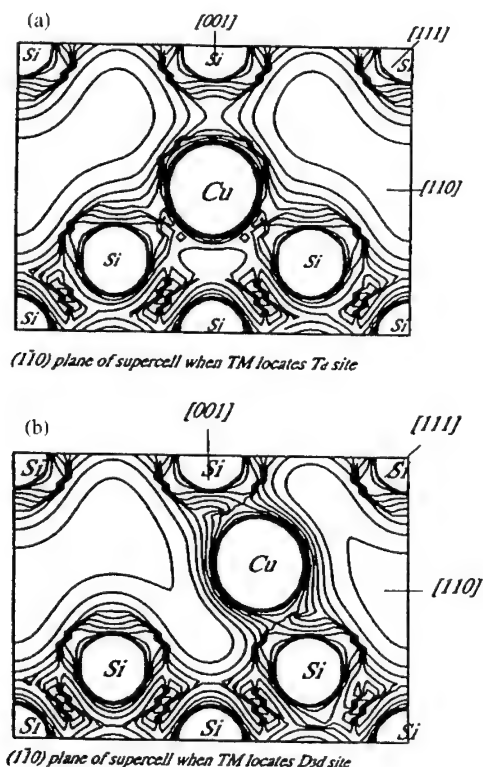 (a)
[001]
[111]
Si
Si
Si
Cu
[110]
Si
Si
Si
Si
Si
(11̄0) plane of supercell when TM locates Td site
(b)
[001]
[111]
Si
Si
Si
Cu
[110]
Si
Si
Si
Si
Si
(11̄0) plane of supercell when TM locates D3d site